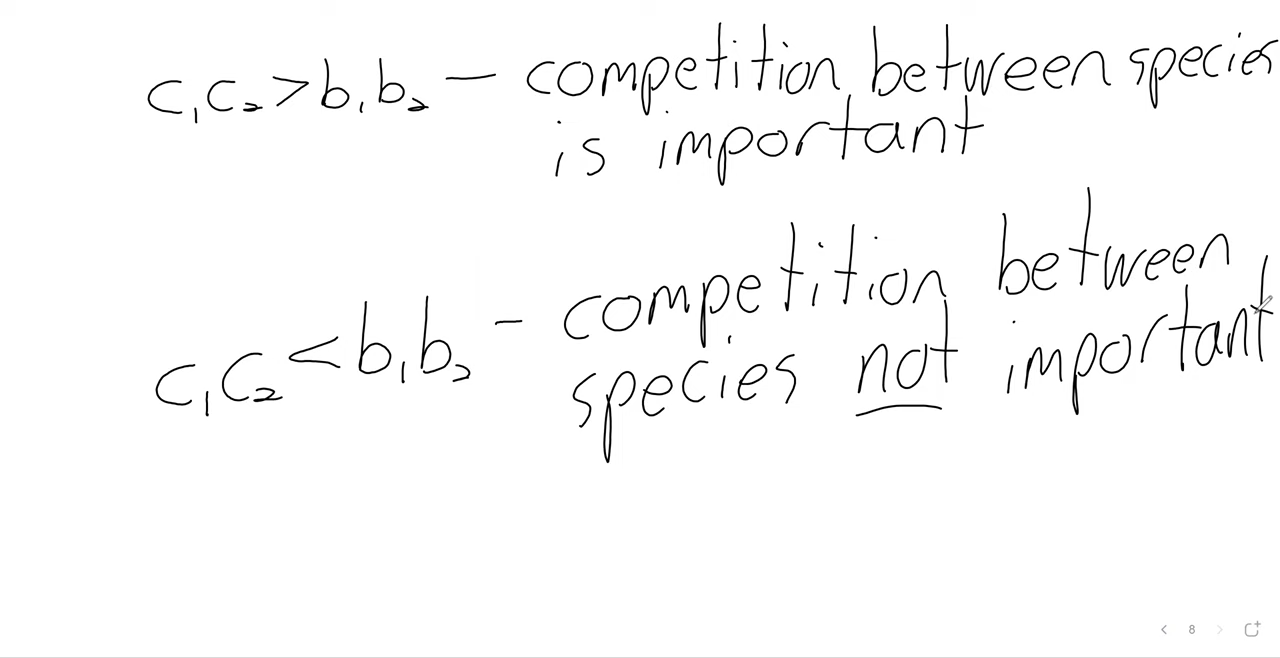 c₁c₂ > b₁b₂ — competition between species
is important
c₁c₂ < b₁b₂ - competition between
species not important
8